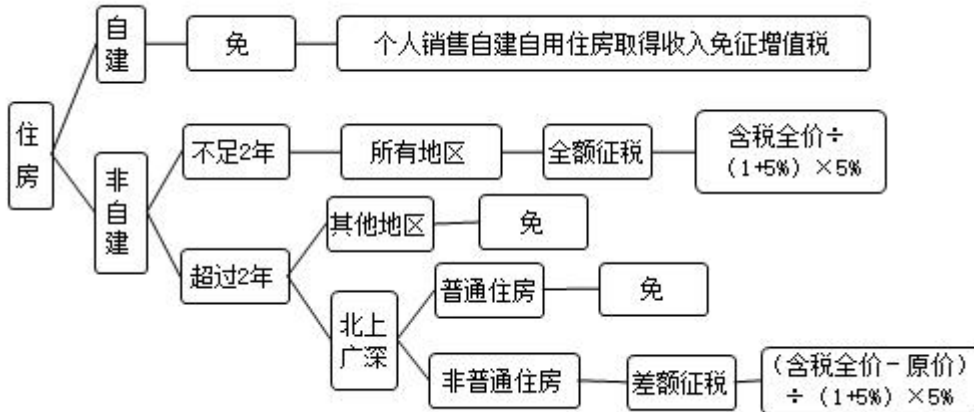 自
建
免
个人销售自建自用住房取得收入免征增值税
住
房
非
自
建
不足2年
所有地区
全额征税
含税全价÷
(1+5%)×5%
超过2年
其他地区
免
北上
广深
普通住房
免
非普通住房
差额征税
(含税全价-原价)
÷(1+5%)×5%